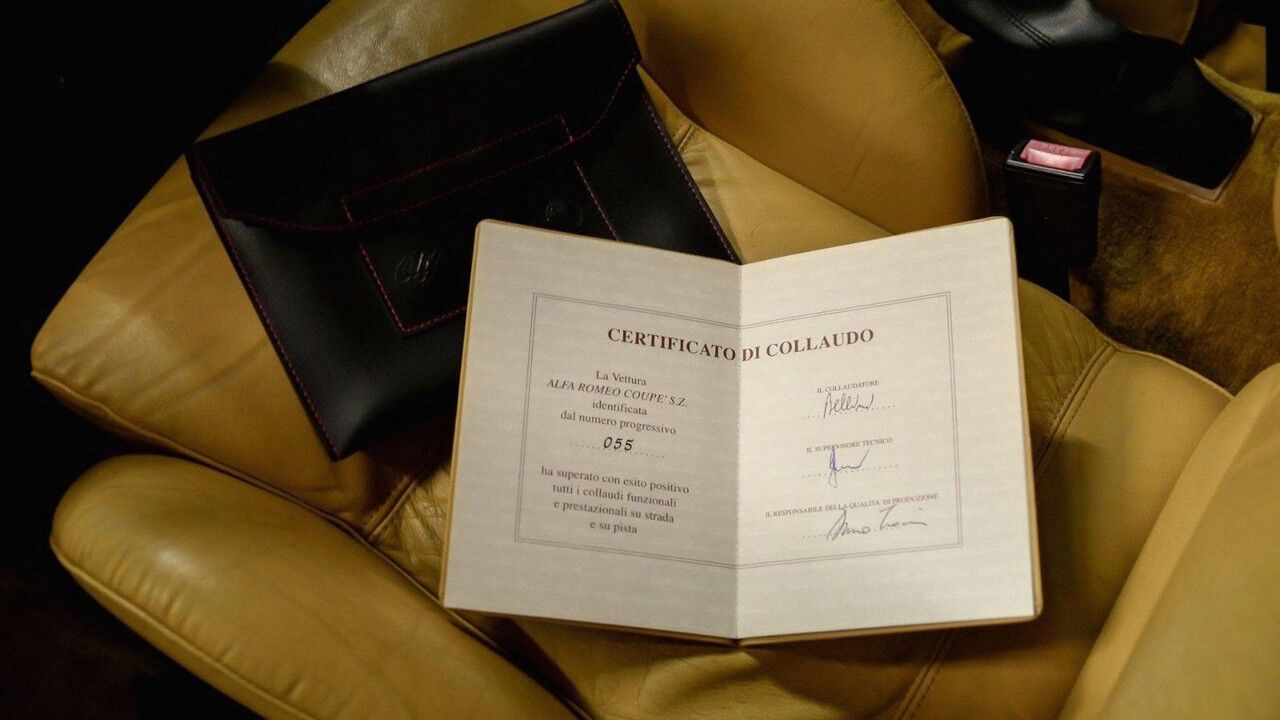 CERTIFICATO DI COLLAUDO
La Vettura
ALFA ROMEO COUPE' S.Z.
identificata
dal numero progressivo
......055......
ha superato con esito positivo
tutti i collaudi funzionali
e prestazionali su strada
e su pista
IL COLLAUDATORE
IL SUPERVISORE TECNICO
IL RESPONSABILE DELLA QUALITA DI PRODUZIONE